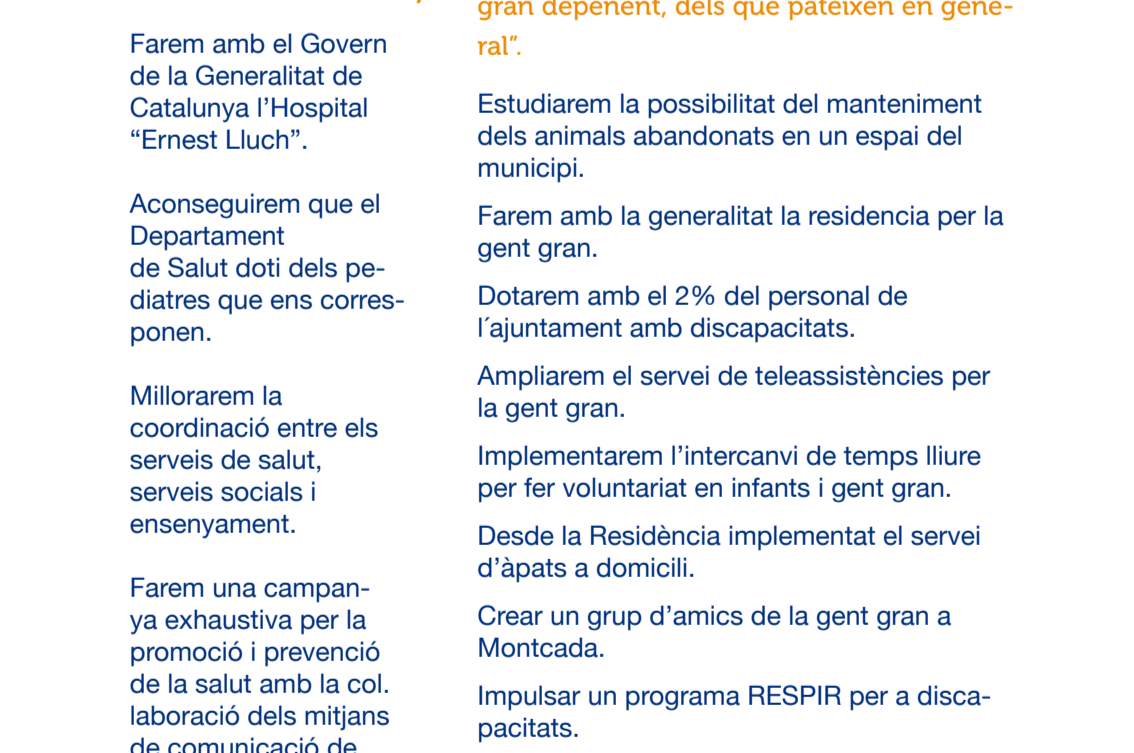 Farem amb el Govern
de la Generalitat de
Catalunya l’Hospital
“Ernest Lluch”.
Aconseguirem que el
Departament
de Salut doti dels pe-
diatres que ens corres-
ponen.
Millorarem la
coordinació entre els
serveis de salut,
serveis socials i
ensenyament.
Farem una campan-
ya exhaustiva per la
promoció i prevenció
de la salut amb la col.
laboració dels mitjans
de comunicació de
gran depenent, dels que pateixen en gene-
ral”.
Estudiarem la possibilitat del manteniment
dels animals abandonats en un espai del
municipi.
Farem amb la generalitat la residencia per la
gent gran.
Dotarem amb el 2% del personal de
l´ajuntament amb discapacitats.
Ampliarem el servei de teleassistències per
la gent gran.
Implementarem l’intercanvi de temps lliure
per fer voluntariat en infants i gent gran.
Desde la Residència implementat el servei
d’àpats a domicili.
Crear un grup d’amics de la gent gran a
Montcada.
Impulsar un programa RESPIR per a disca-
pacitats.